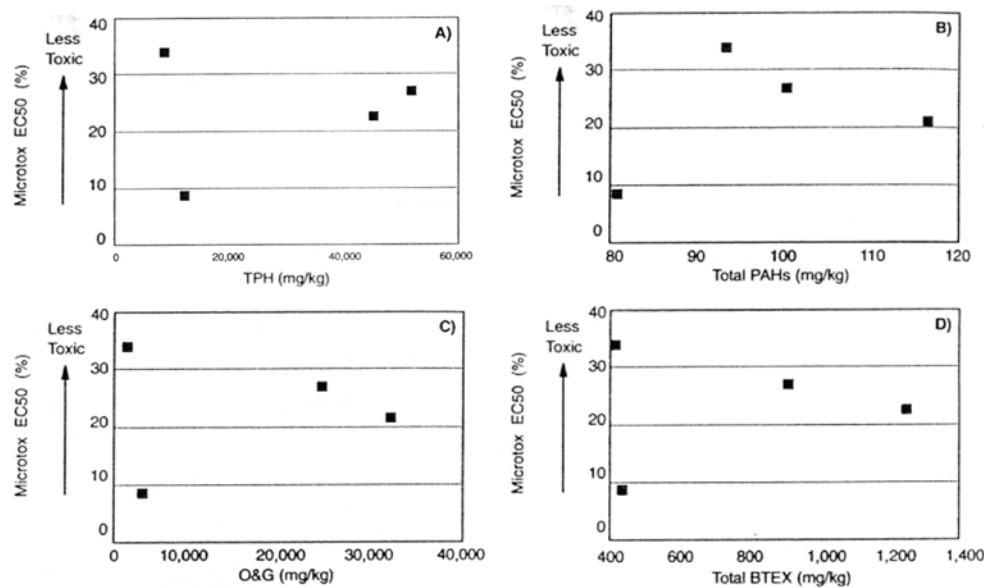 A)
Less
Toxic
Microtox EC50 (%)
40
30
20
10
0
0
20,000
40,000
60,000
TPH (mg/kg)
B)
Less
Toxic
Microtox EC50 (%)
40
30
20
10
0
80
90
100
110
120
Total PAHs (mg/kg)
C)
Less
Toxic
Microtox EC50 (%)
40
30
20
10
0
0
10,000
20,000
30,000
40,000
O&G (mg/kg)
D)
Less
Toxic
Microtox EC50 (%)
40
30
20
10
0
400
600
800
1,000
1,200
1,400
Total BTEX (mg/kg)